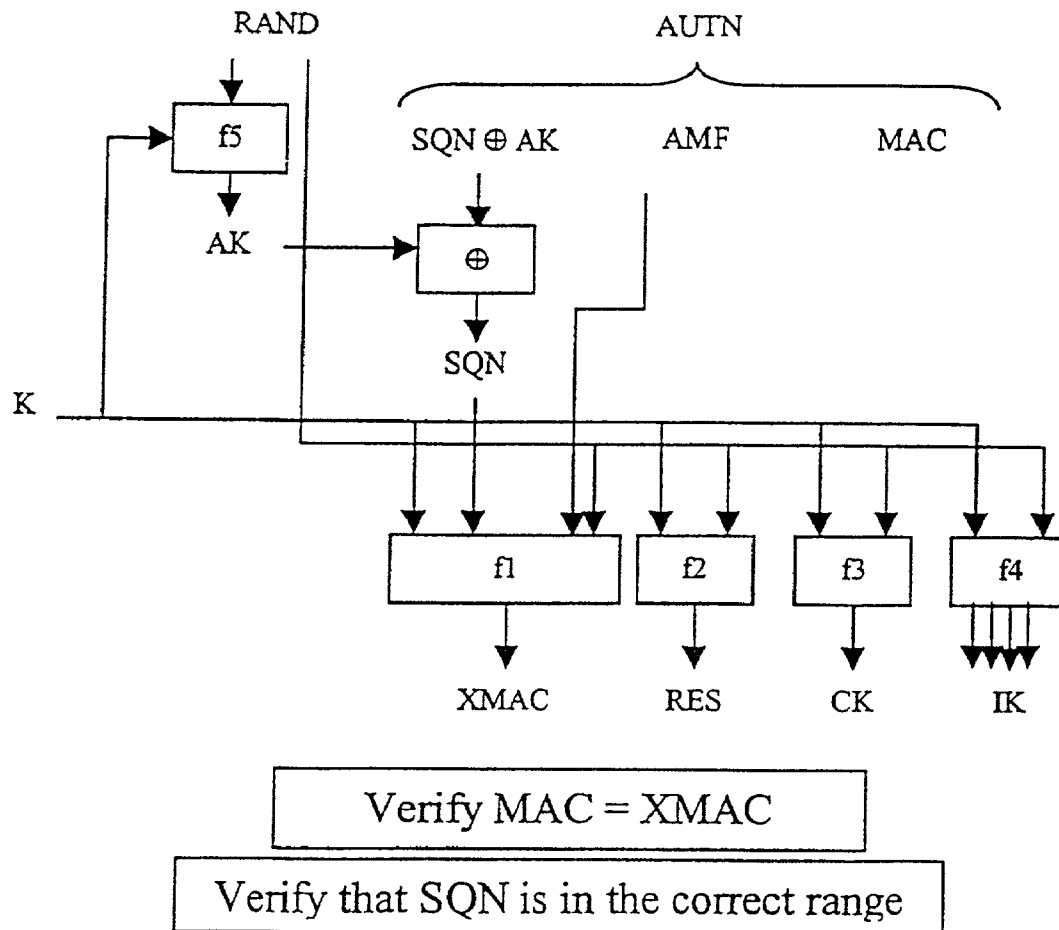 RAND AUTN
f5 SQN ⊕ AK AMF MAC
AK ⊕
SQN
K
f1 f2 f3 f4
XMAC RES CK IK
Verify MAC = XMAC
Verify that SQN is in the correct range